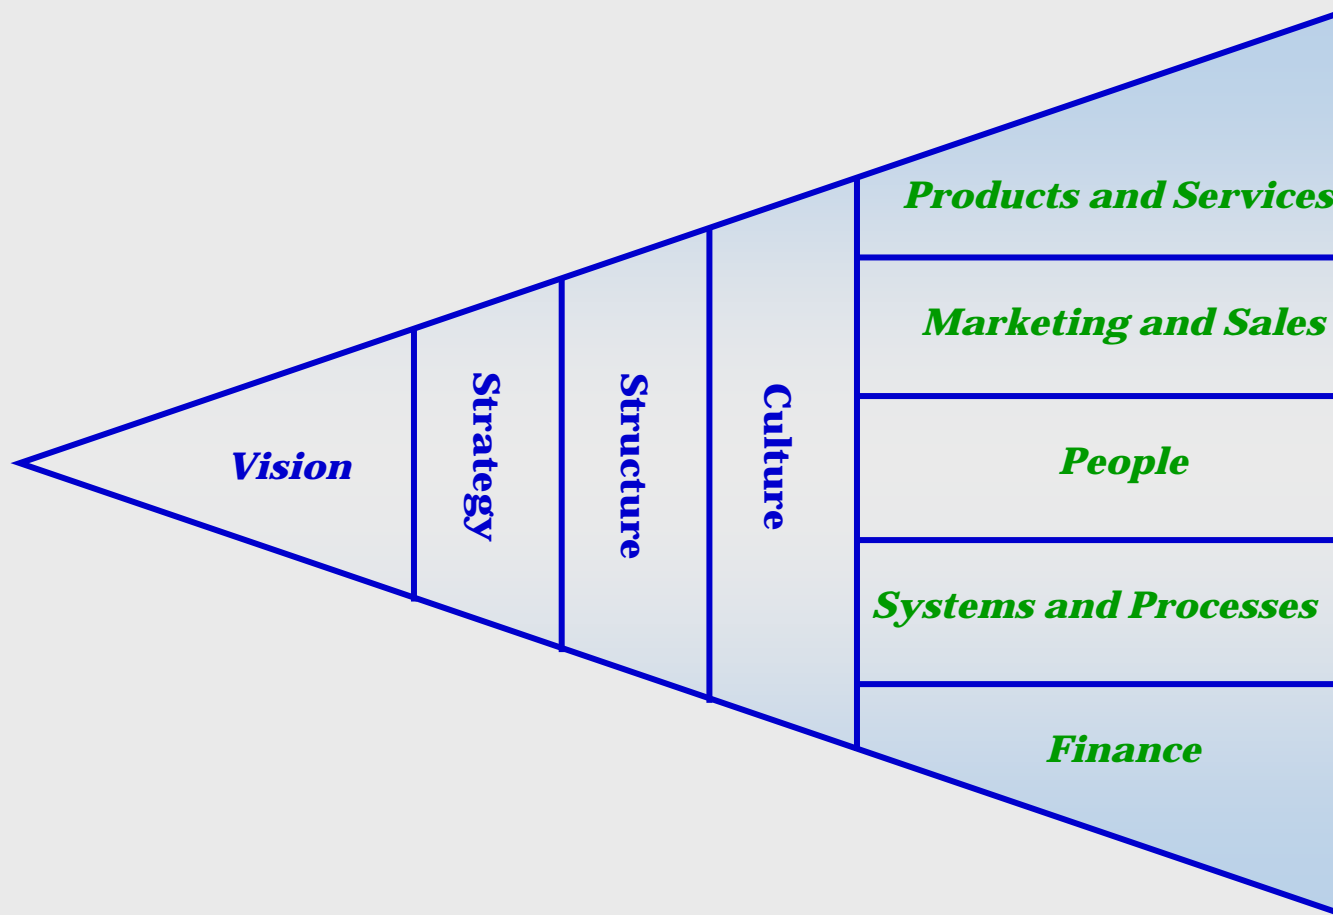 Vision
Strategy
Structure
Culture
Products and Services
Marketing and Sales
People
Systems and Processes
Finance